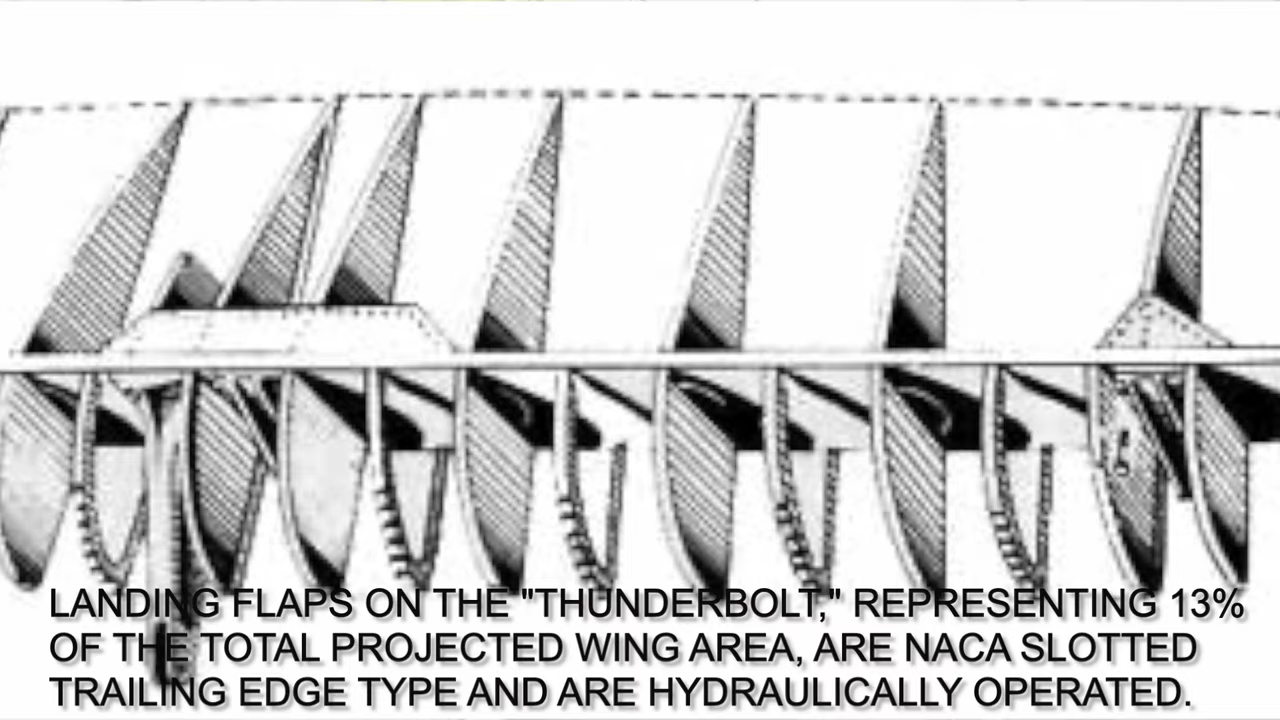 LANDING FLAPS ON THE "THUNDERBOLT," REPRESENTING 13%
OF THE TOTAL PROJECTED WING AREA, ARE NACA SLOTTED
TRAILING EDGE TYPE AND ARE HYDRAULICALLY OPERATED.